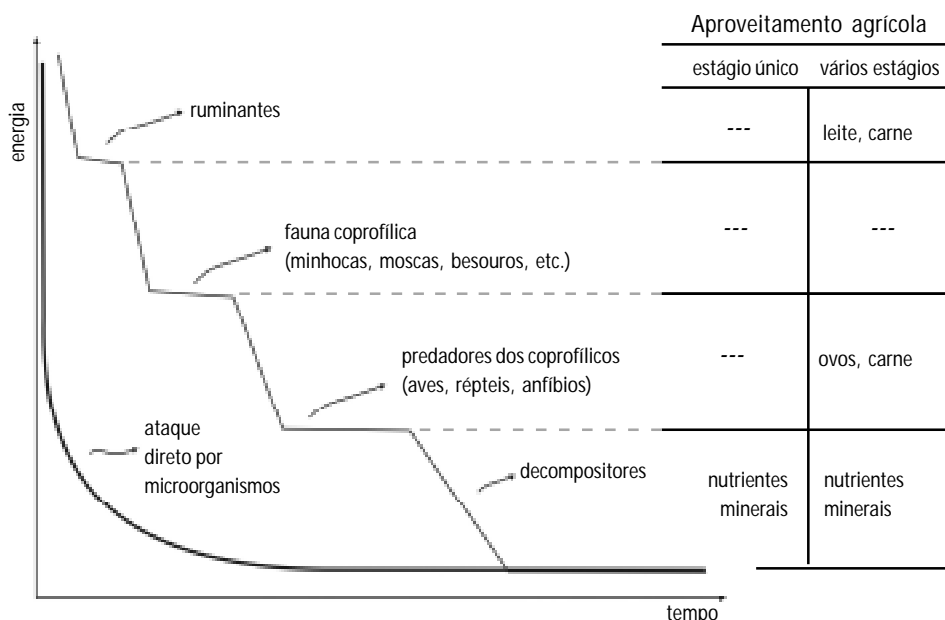 Aproveitamento agrícola
estágio único
vários estágios
energia
ruminantes
---
leite, carne
fauna coprofílica
(minhocas, moscas, besouros, etc.)
---
---
predadores dos coprofílicos
(aves, répteis, anfíbios)
---
ovos, carne
ataque
direto por
microorganismos
decompositores
nutrientes
minerais
nutrientes
minerais
tempo